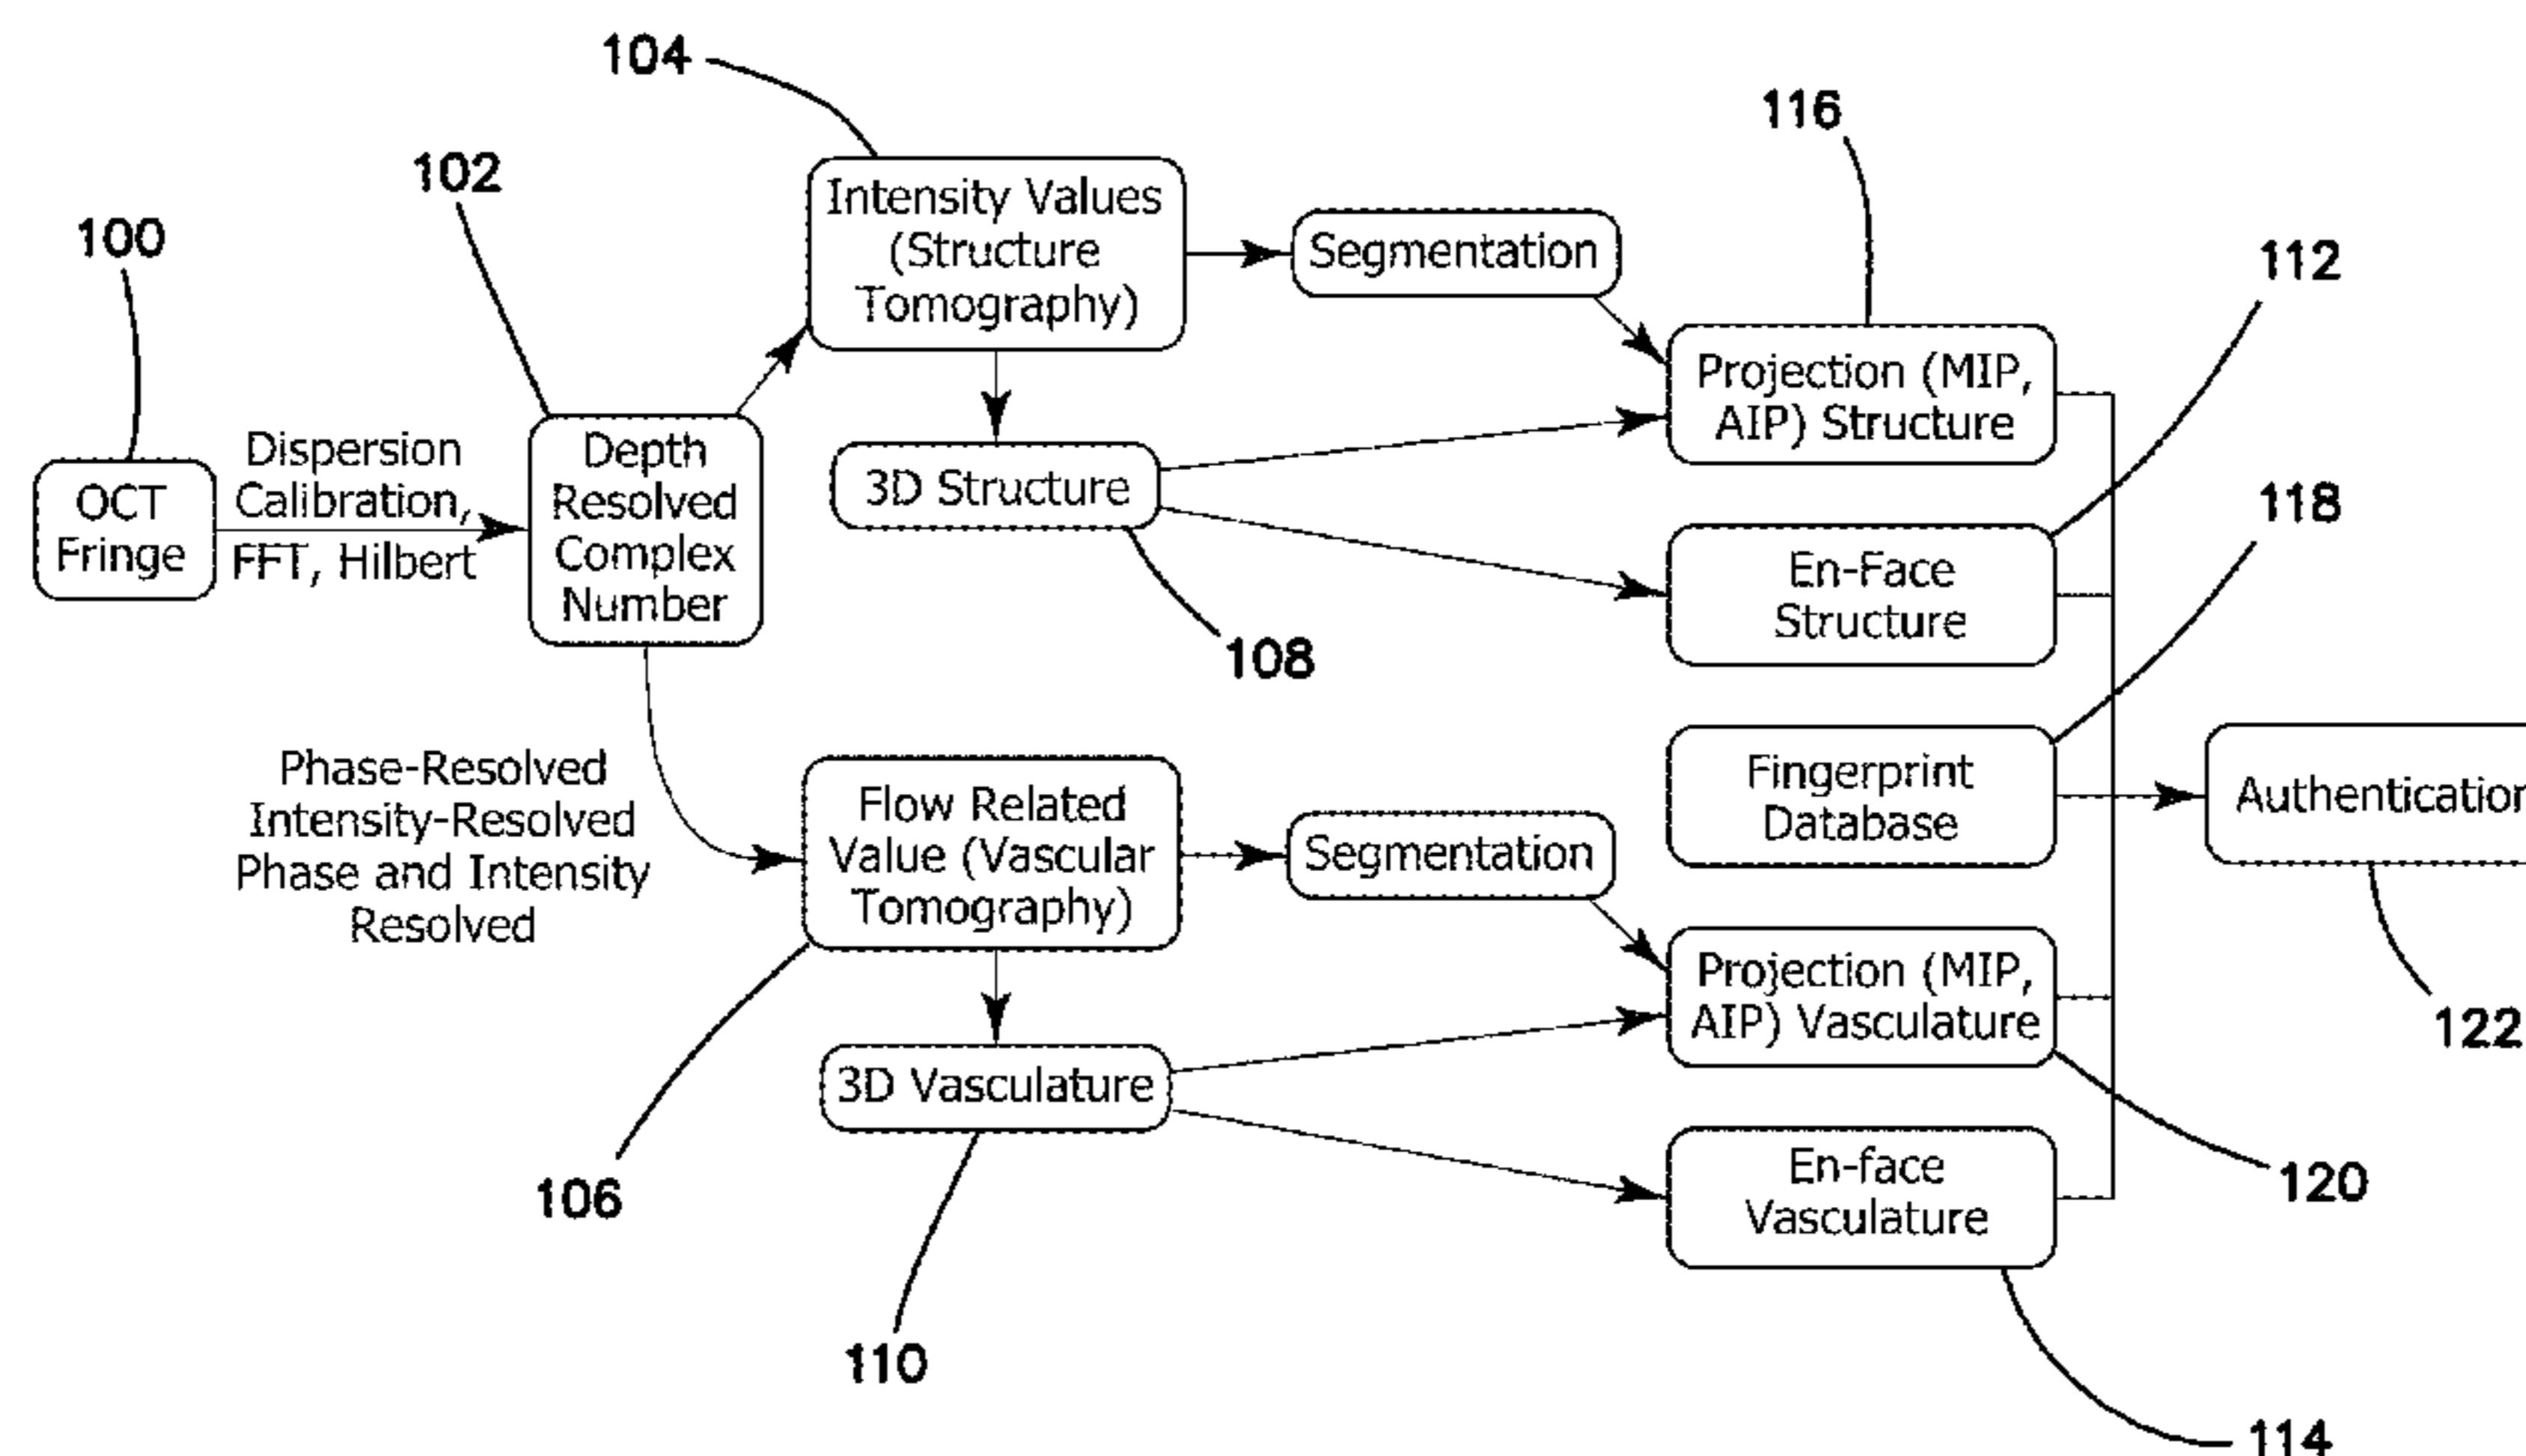 104
116
102
100
Intensity Values
(Structure
Tomography)
Segmentation
112
Projection (MIP,
AIP) Structure
Dispersion
Calibration,
FFT, Hilbert
OCT
Fringe
Depth
Resolved
Complex
Number
3D Structure
118
En-Face
Structure
108
Phase-Resolved
Intensity-Resolved
Phase and Intensity
Resolved
Flow Related
Value (Vascular
Tomography)
Segmentation
Fingerprint
Database
Authentication
Projection (MIP,
AIP) Vasculature
122
3D Vasculature
106
En-face
Vasculature
120
110
114